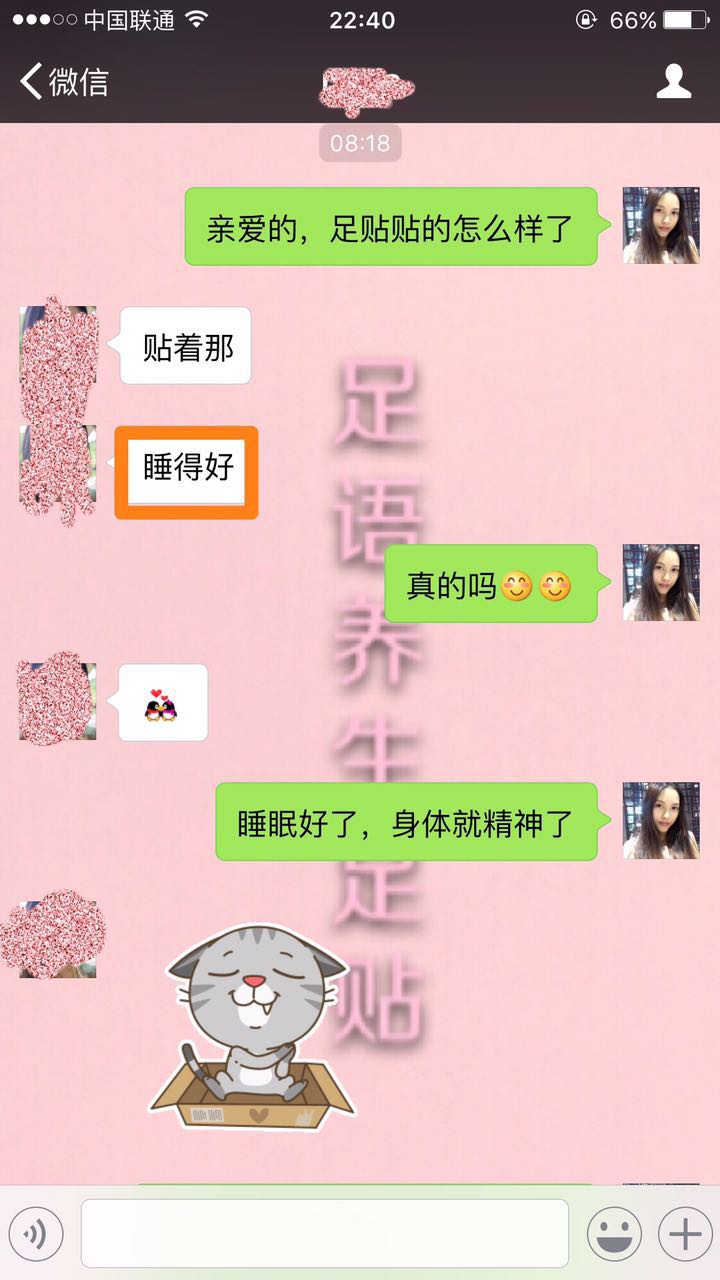 中国联通
22:40
66%
微信
08:18
亲爱的，足贴贴的怎么样了
贴着那
睡得好
真的吗😊😊
睡眠好了，身体就精神了
足语养生足贴